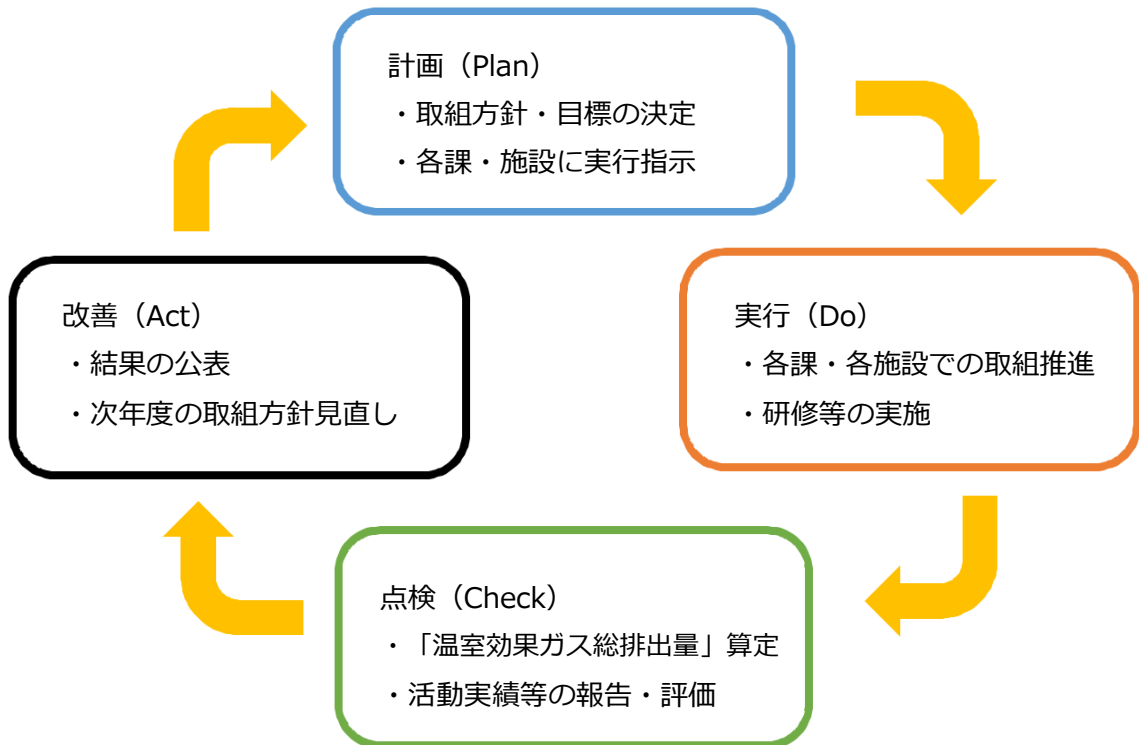 計画（Plan）
・取組方針・目標の決定
・各課・施設に実行指示
実行（Do）
・各課・各施設での取組推進
・研修等の実施
点検（Check）
・「温室効果ガス総排出量」算定
・活動実績等の報告・評価
改善（Act）
・結果の公表
・次年度の取組方針見直し